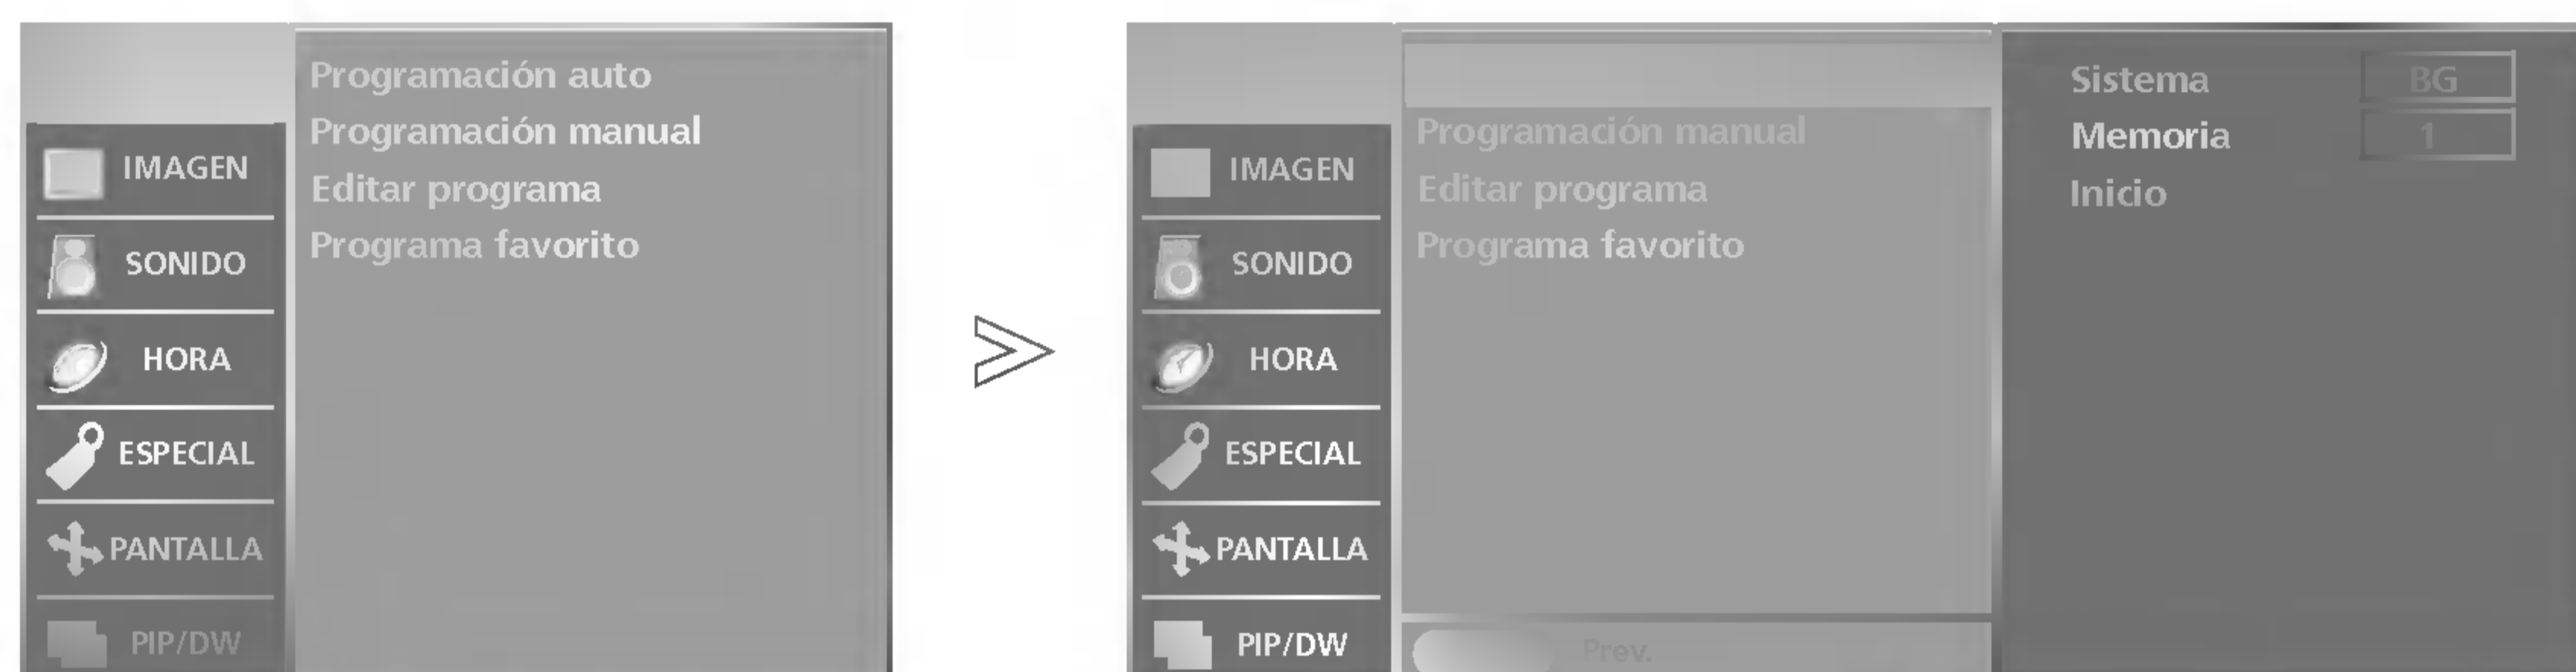 Programación auto
Programación manual
Editar programa
Programa favorito
IMAGEN
SONIDO
HORA
ESPECIAL
PANTALLA
PIP/DW
Programación manual
Editar programa
Programa favorito
IMAGEN
SONIDO
HORA
ESPECIAL
PANTALLA
PIP/DW
Prev.
Sistema BG
Memoria 1
Inicio